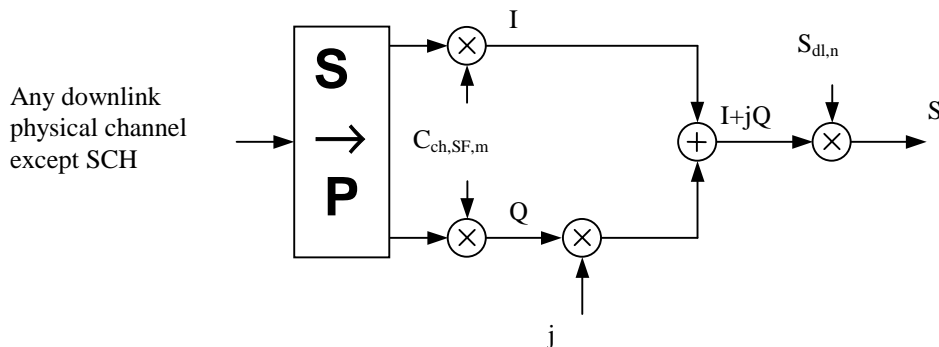 I
S
S_dl,n
Any downlink
physical channel
except SCH
→
I+jQ
S
C_ch,SF,m
P
Q
j